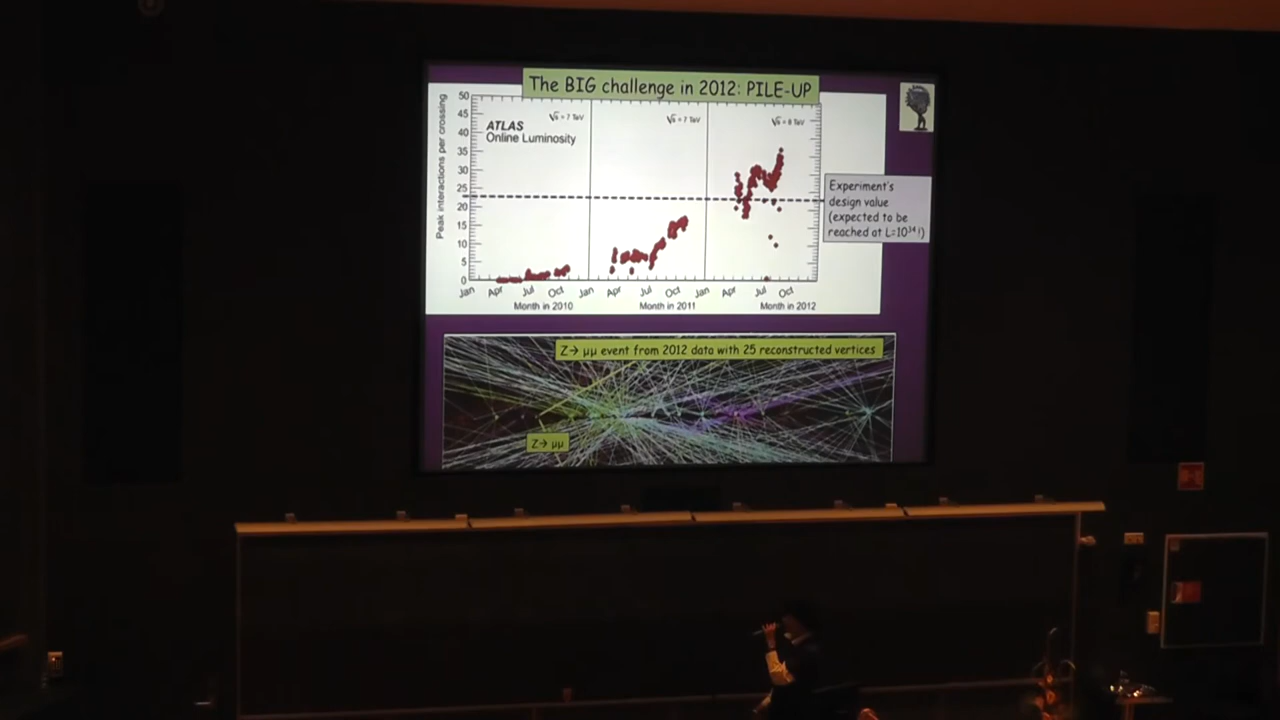 The BIG challenge in 2012: PILE-UP
Peak interactions per crossing
50
45
40
35
30
25
20
15
10
5
0
ATLAS
Online Luminosity
√s = 7 TeV
√s = 7 TeV
√s = 8 TeV
Experiment's
design value
(expected to be
reached at L=10³⁴ !)
Jan Apr Jul Oct Jan Apr Jul Oct Jan Apr Jul Oct
Month in 2010 Month in 2011 Month in 2012
Z→ μμ event from 2012 data with 25 reconstructed vertices
Z→ μμ